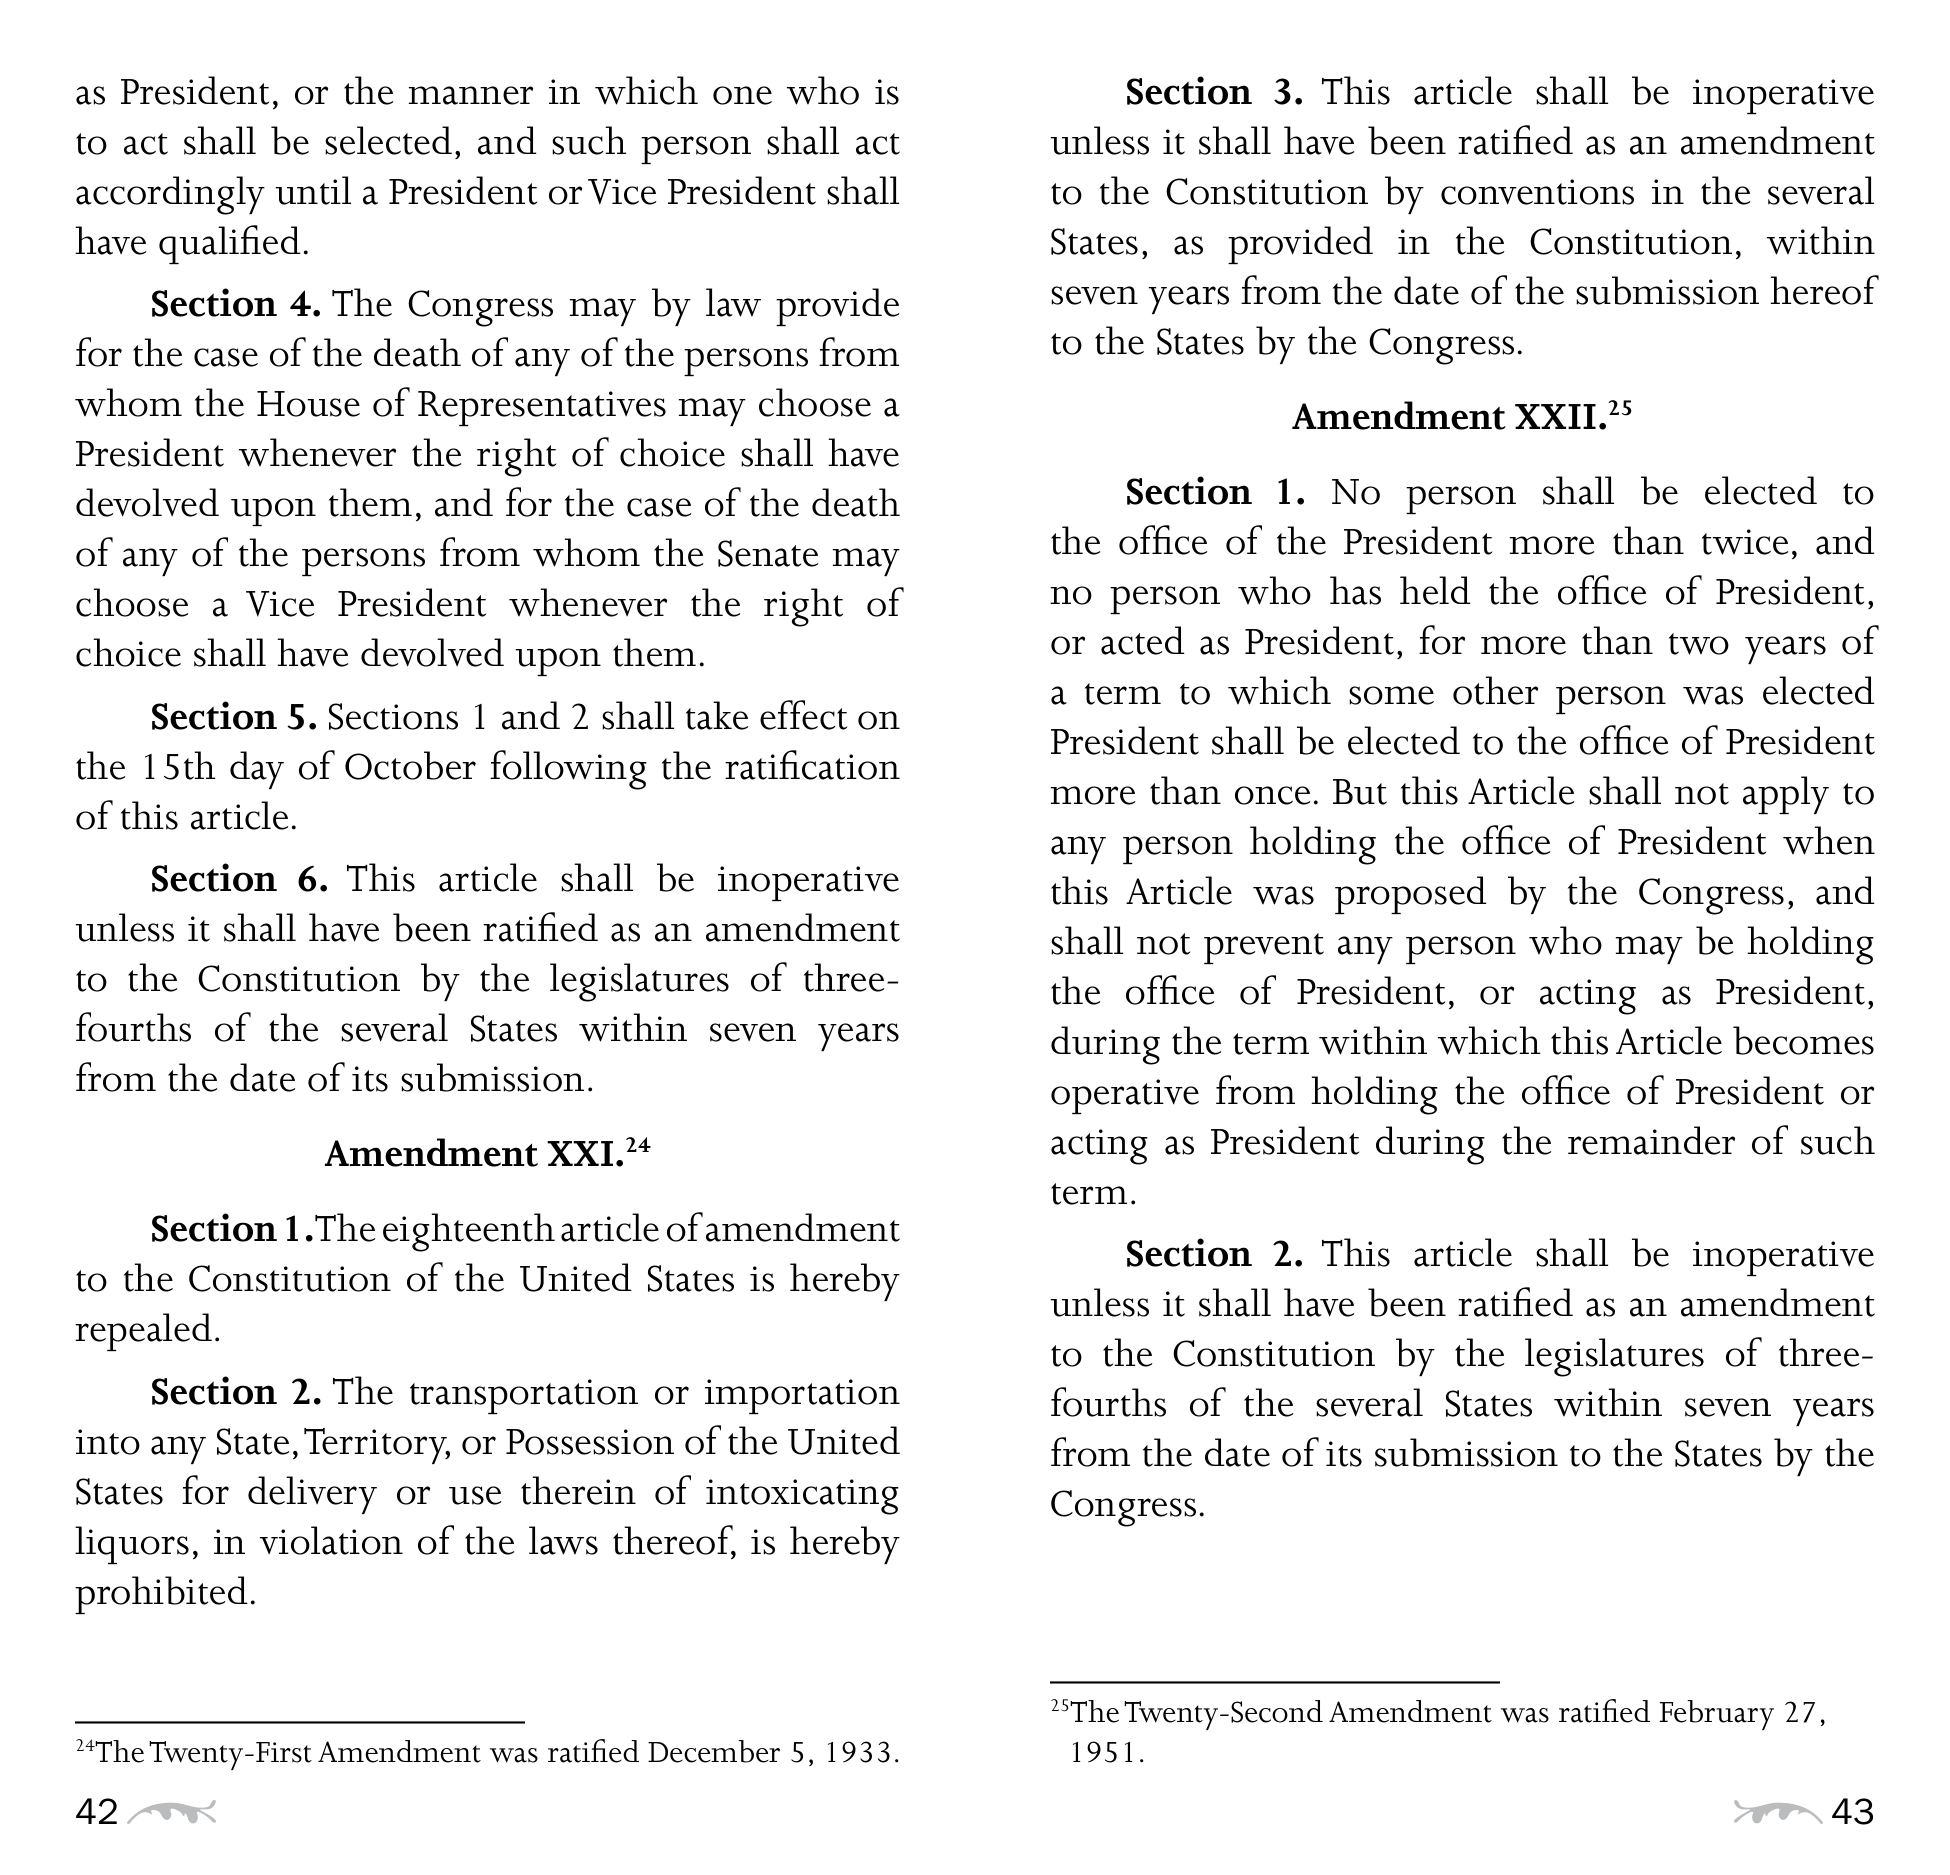 as President, or the manner in which one who is
to act shall be selected, and such person shall act
accordingly until a President or Vice President shall
have qualified.
Section 4. The Congress may by law provide
for the case of the death of any of the persons from
whom the House of Representatives may choose a
President whenever the right of choice shall have
devolved upon them, and for the case of the death
of any of the persons from whom the Senate may
choose a Vice President whenever the right of
choice shall have devolved upon them.
Section 5. Sections 1 and 2 shall take effect on
the 15th day of October following the ratification
of this article.
Section 6. This article shall be inoperative
unless it shall have been ratified as an amendment
to the Constitution by the legislatures of three-
fourths of the several States within seven years
from the date of its submission.
Amendment XXI.24
Section 1. The eighteenth article of amendment
to the Constitution of the United States is hereby
repealed.
Section 2. The transportation or importation
into any State, Territory, or Possession of the United
States for delivery or use therein of intoxicating
liquors, in violation of the laws thereof, is hereby
prohibited.
24The Twenty-First Amendment was ratified December 5, 1933.
42
Section 3. This article shall be inoperative
unless it shall have been ratified as an amendment
to the Constitution by conventions in the several
States, as provided in the Constitution, within
seven years from the date of the submission hereof
to the States by the Congress.
Amendment XXII.25
Section 1. No person shall be elected to
the office of the President more than twice, and
no person who has held the office of President,
or acted as President, for more than two years of
a term to which some other person was elected
President shall be elected to the office of President
more than once. But this Article shall not apply to
any person holding the office of President when
this Article was proposed by the Congress, and
shall not prevent any person who may be holding
the office of President, or acting as President,
during the term within which this Article becomes
operative from holding the office of President or
acting as President during the remainder of such
term.
Section 2. This article shall be inoperative
unless it shall have been ratified as an amendment
to the Constitution by the legislatures of three-
fourths of the several States within seven years
from the date of its submission to the States by the
Congress.
25The Twenty-Second Amendment was ratified February 27,
1951.
43